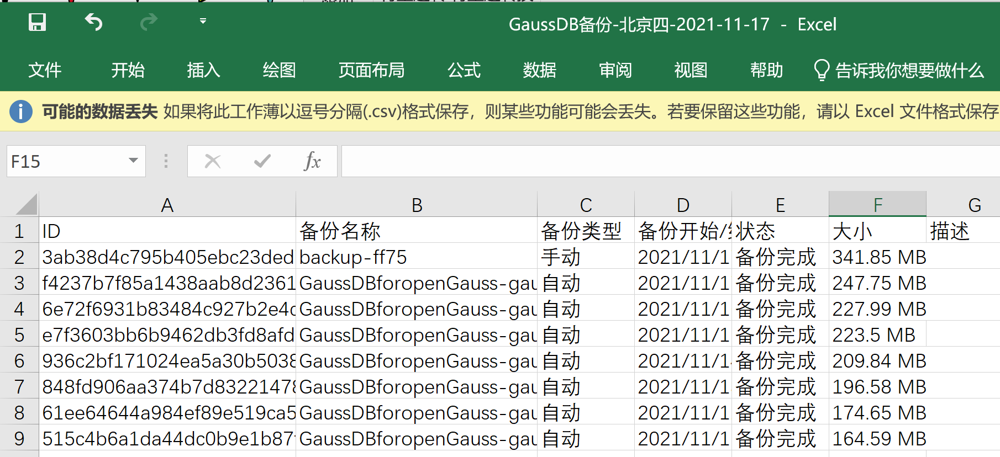 GaussDB备份-北京四-2021-11-17 - Excel
文件 开始 插入 绘图 页面布局 公式 数据 审阅 视图 帮助 告诉我你想要做什么
可能的数据丢失 如果将此工作薄以逗号分隔(.csv)格式保存，则某些功能可能会丢失。若要保留这些功能，请以 Excel 文件格式保存
F15 fx
A B C D E F G
1 ID 备份名称 备份类型 备份开始/ 状态 大小 描述
2 3ab38d4c795b405ebc23ded backup-ff75 手动 2021/11/1 备份完成 341.85 MB
3 f4237b7f85a1438aab8d2361 GaussDBforopenGauss-gau 自动 2021/11/1 备份完成 247.75 MB
4 6e72f6931b83484c927b2e4c GaussDBforopenGauss-gau 自动 2021/11/1 备份完成 227.99 MB
5 e7f3603bb6b9462db3fd8afd GaussDBforopenGauss-gau 自动 2021/11/1 备份完成 223.5 MB
6 936c2bf171024ea5a30b5038 GaussDBforopenGauss-gau 自动 2021/11/14 备份完成 209.84 MB
7 848fd906aa374b7d83221478 GaussDBforopenGauss-gau 自动 2021/11/1 备份完成 196.58 MB
8 61ee64644a984ef89e519ca5 GaussDBforopenGauss-gau 自动 2021/11/1 备份完成 174.65 MB
9 515c4b6a1da44dc0b9e1b87 GaussDBforopenGauss-gau 自动 2021/11/1 备份完成 164.59 MB